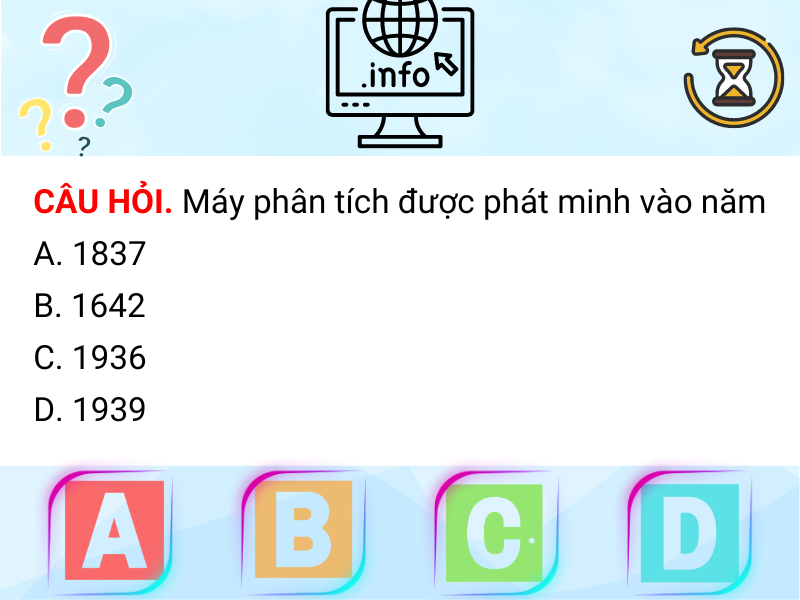 ?
?
?
?
.info
CÂU HỎI. Máy phân tích được phát minh vào năm
A. 1837
B. 1642
C. 1936
D. 1939
A B C D